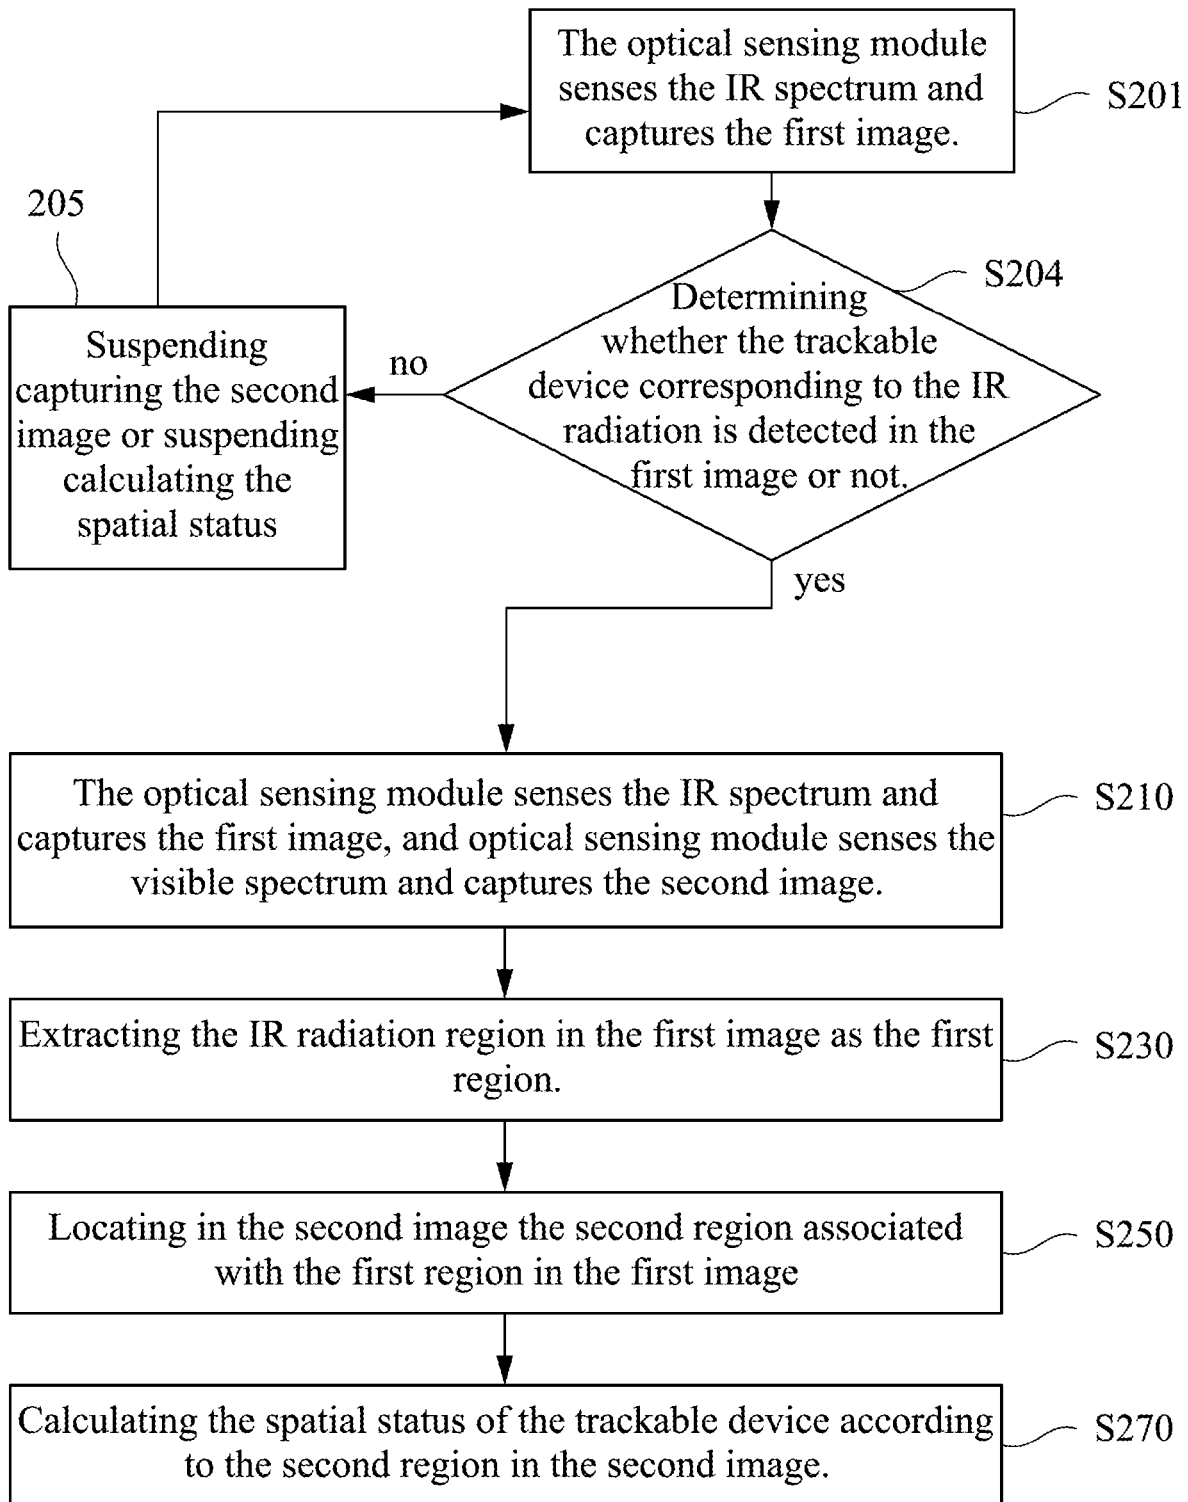 The optical sensing module
senses the IR spectrum and
captures the first image.
S201
205
Suspending
capturing the second
image or suspending
calculating the
spatial status
no
S204
Determining
whether the trackable
device corresponding to the IR
radiation is detected in the
first image or not.
yes
The optical sensing module senses the IR spectrum and
captures the first image, and optical sensing module senses the
visible spectrum and captures the second image.
S210
Extracting the IR radiation region in the first image as the first
region.
S230
Locating in the second image the second region associated
with the first region in the first image
S250
Calculating the spatial status of the trackable device according
to the second region in the second image.
S270